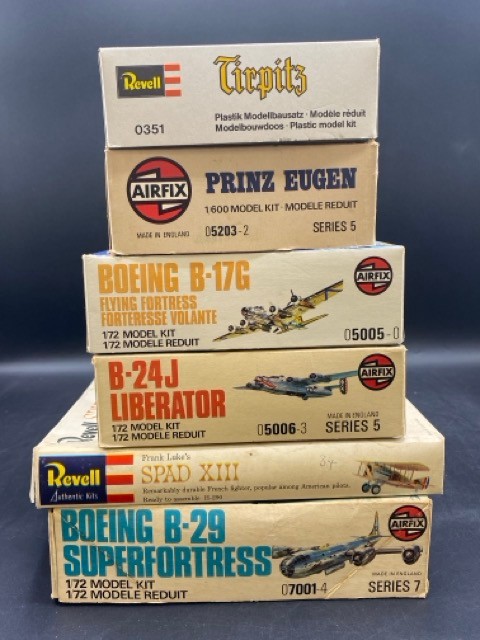 Revell
Tirpitz
0351
Plastik Modellbausatz · Modèle réduit
Modelbouwdoos · Plastic model kit
AIRFIX
PRINZ EUGEN
1:600 MODEL KIT · MODELE REDUIT
MADE IN ENGLAND
05203-2
SERIES 5
BOEING B-17G
FLYING FORTRESS
FORTERESSE VOLANTE
1/72 MODEL KIT
1/72 MODELE REDUIT
AIRFIX
05005-0
B-24J
LIBERATOR
1/72 MODEL KIT
1/72 MODELE REDUIT
AIRFIX
MADE IN ENGLAND
05006-3
SERIES 5
Revell
Revell
Authentic Kits
Frank Luke's
SPAD XIII
Remarkably durable French fighter, popular among American pilots.
Ready to assemble
BOEING B-29
SUPERFORTRESS
1/72 MODEL KIT
1/72 MODELE REDUIT
AIRFIX
MADE IN ENGLAND
07001-4
SERIES 7